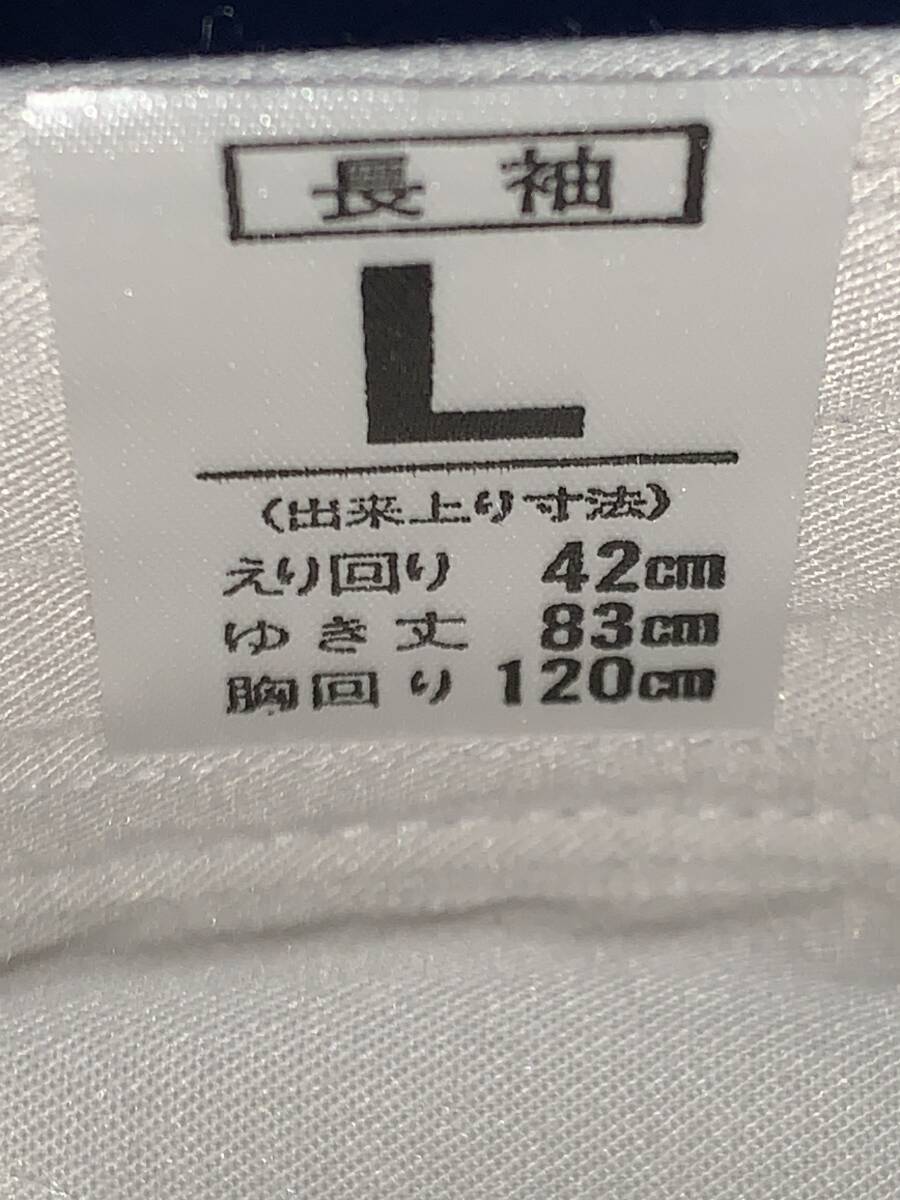 長袖
L
(出来上り寸法)
えり回り 42cm
ゆき丈 83cm
胸回り 120cm